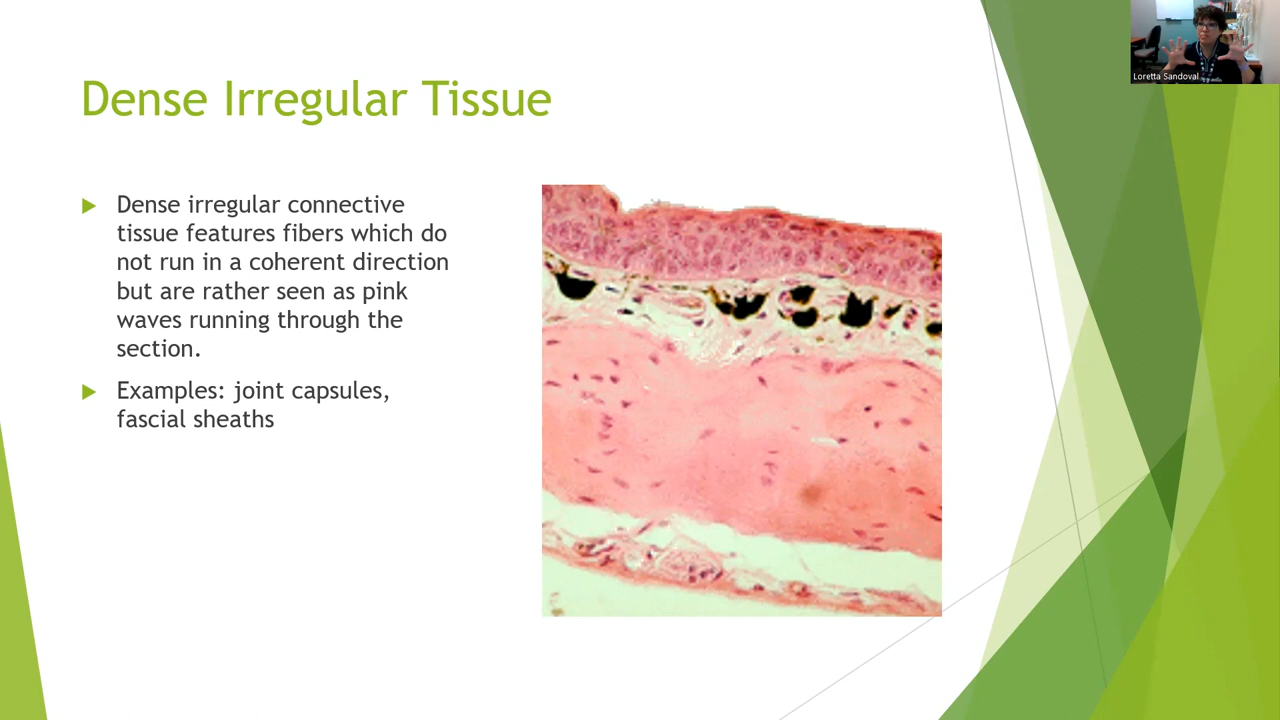 Loretta Sandoval
Dense Irregular Tissue
Dense irregular connective
tissue features fibers which do
not run in a coherent direction
but are rather seen as pink
waves running through the
section.
Examples: joint capsules,
fascial sheaths